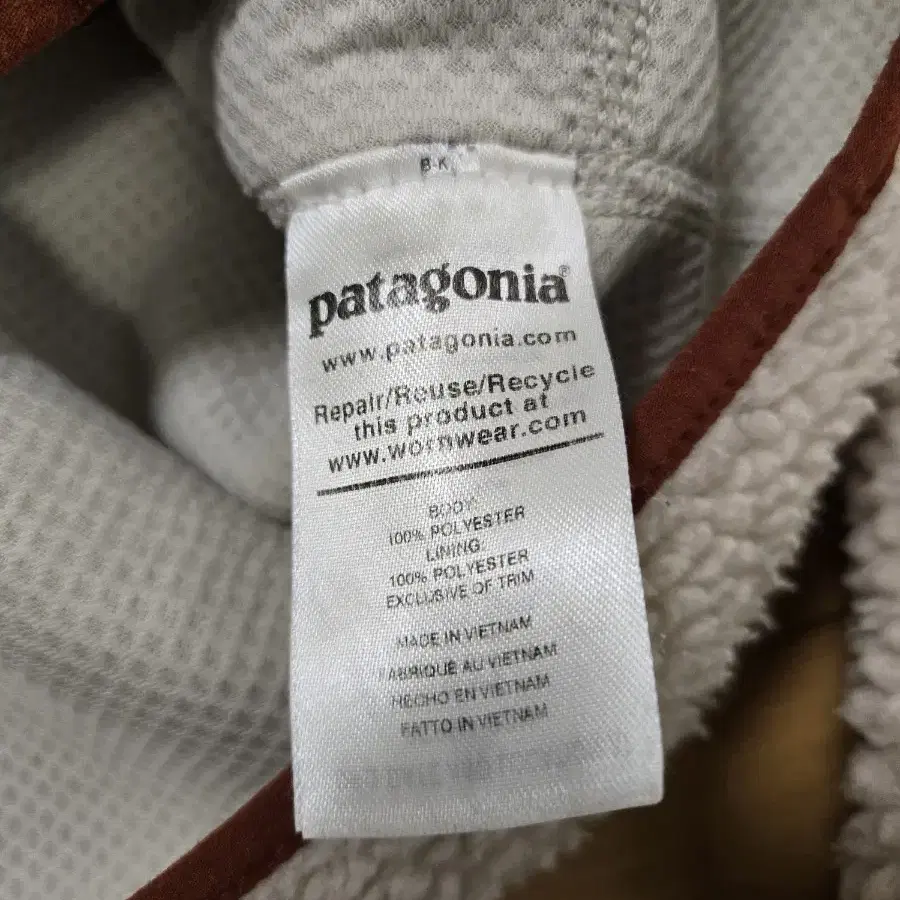 B-K
patagonia®
www.patagonia.com
Repair/Reuse/Recycle
this product at
www.wornwear.com
BODY:
100% POLYESTER
LINING:
100% POLYESTER
EXCLUSIVE OF TRIM
MADE IN VIETNAM
FABRIQUÉ AU VIETNAM
HECHO EN VIETNAM
FATTO IN VIETNAM